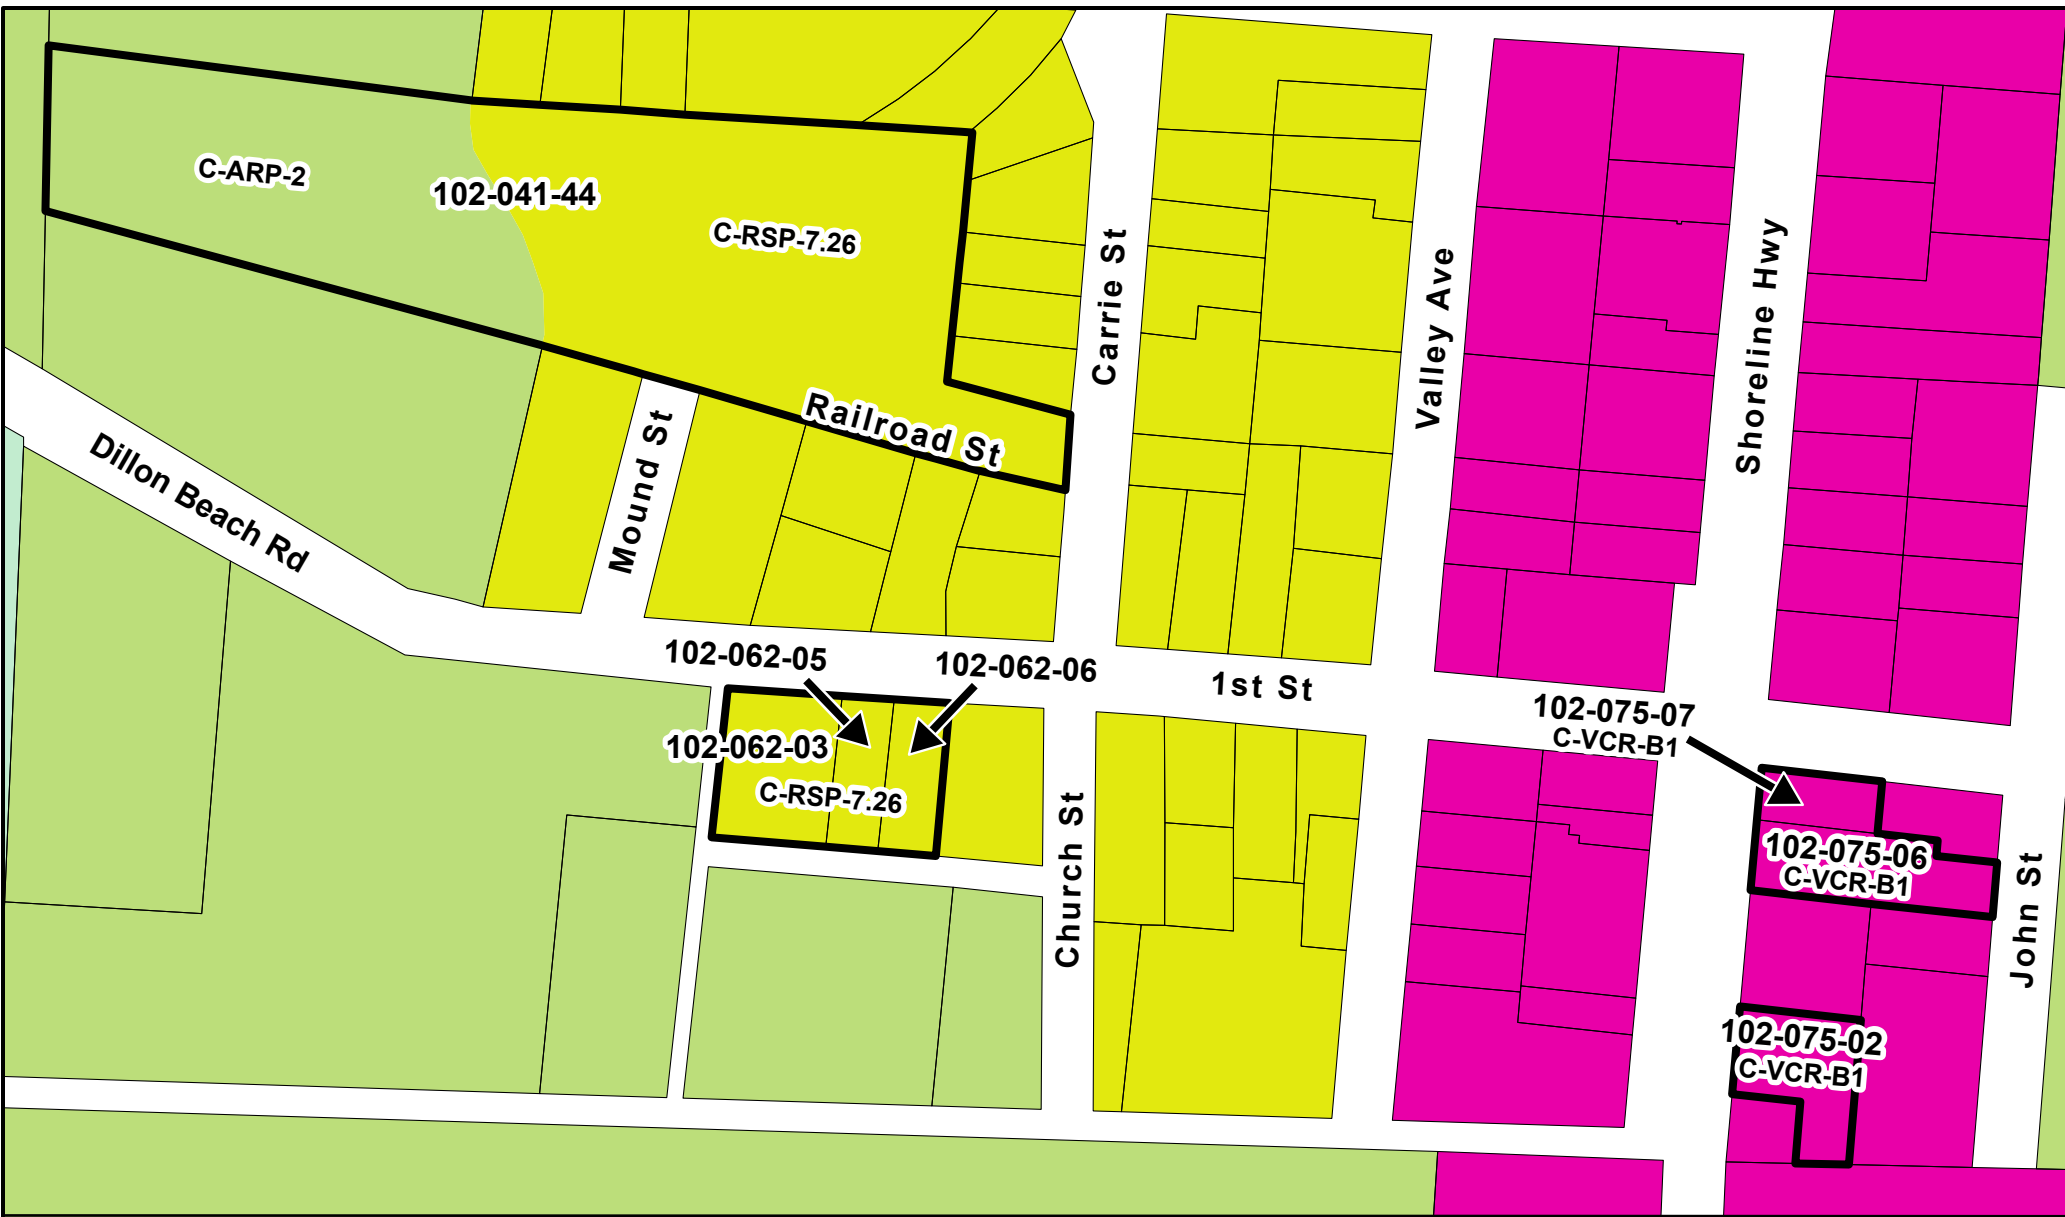 C-ARP-2
102-041-44
C-RSP-7.26
Carrie St
Valley Ave
Shoreline Hwy
Railroad St
Mound St
Dillon Beach Rd
102-062-05
102-062-06
1st St
102-075-07
C-VCR-B1
102-062-03
C-RSP-7.26
Church St
102-075-06
C-VCR-B1
John St
102-075-02
C-VCR-B1